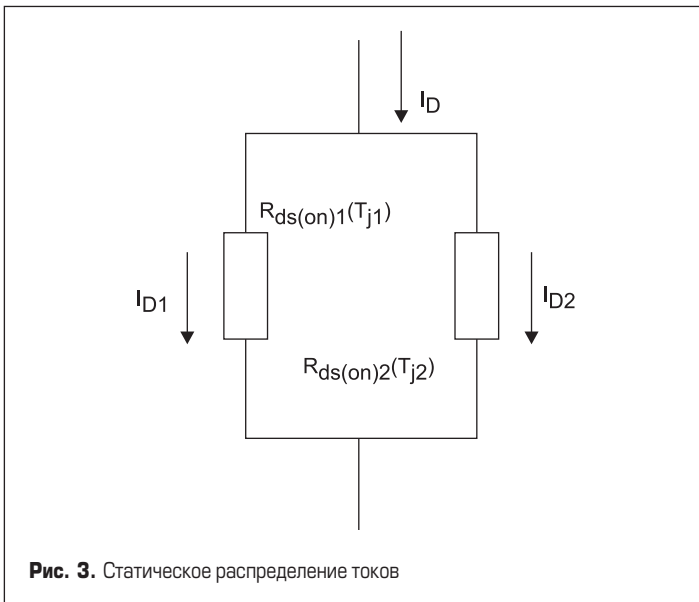 I_D
R_ds(on)1(T_j1)
I_D1
I_D2
R_ds(on)2(T_j2)
Рис. 3. Статическое распределение токов